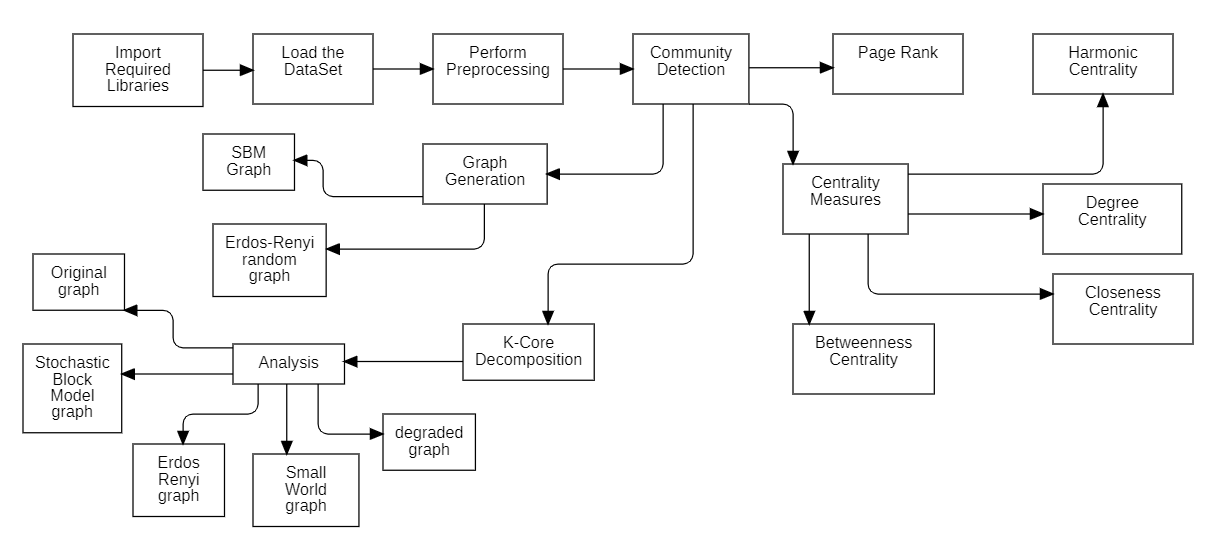 Import
Required
Libraries
Load the
DataSet
Perform
Preprocessing
Community
Detection
Page Rank
Harmonic
Centrality
SBM
Graph
Graph
Generation
Centrality
Measures
Degree
Centrality
Erdos-Renyi
random
graph
Original
graph
Closeness
Centrality
K-Core
Decomposition
Betweenness
Centrality
Analysis
Stochastic
Block
Model
graph
degraded
graph
Erdos
Renyi
graph
Small
World
graph